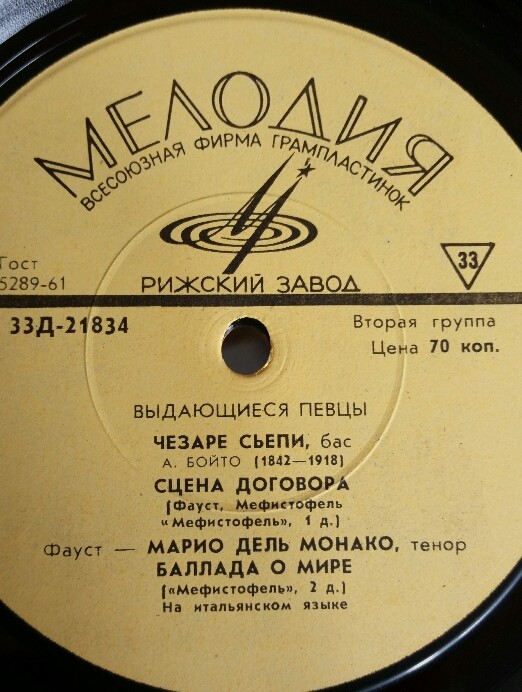 МЕЛОДИЯ
ВСЕСОЮЗНАЯ ФИРМА ГРАМПЛАСТИНОК
Гост
5289-61
РИЖСКИЙ ЗАВОД
33
33Д-21834
Вторая группа
Цена 70 коп.
ВЫДАЮЩИЕСЯ ПЕВЦЫ
ЧЕЗАРЕ СЬЕПИ, бас
А. БОЙТО (1842—1918)
СЦЕНА ДОГОВОРА
(Фауст, Мефистофель
«Мефистофель», 1 д.)
Фауст — МАРИО ДЕЛЬ МОНАКО, тенор
БАЛЛАДА О МИРЕ
(«Мефистофель», 2 д.)
На итальянском языке